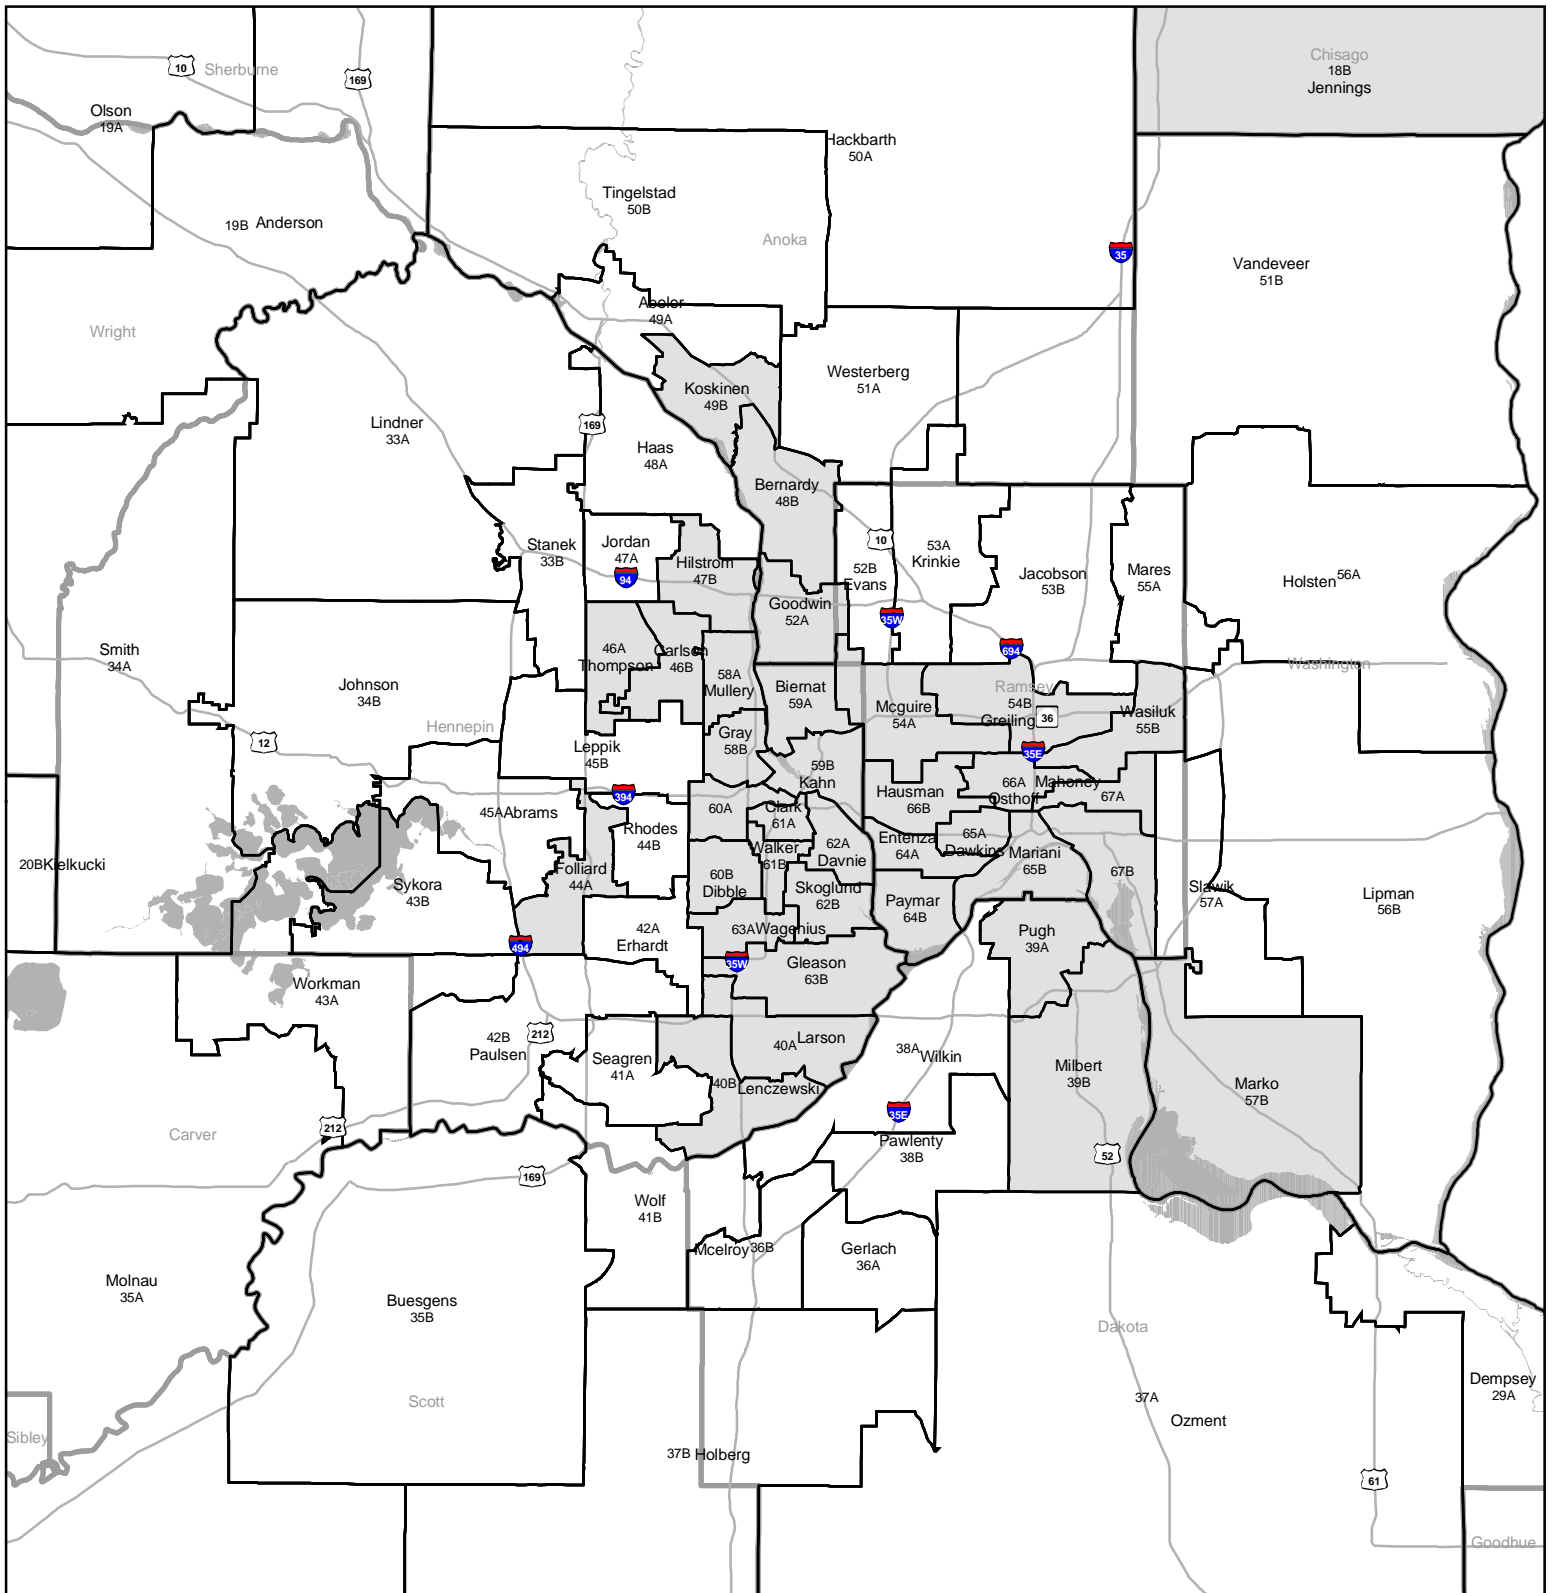 Chisago
18B
Jennings
10
Sherburne
169
Olson
19A
Hackbarth
50A
Tingelstad
50B
19B Anderson
Anoka
35
Vandeveer
51B
Abeler
49A
Wright
Westerberg
51A
Koskinen
49B
Lindner
33A
169
Haas
48A
Bernardy
48B
Stanek
33B
Jordan
47A
94
Hilstrom
47B
10
52B
Evans
53A
Krinkie
Jacobson
53B
Mares
55A
Holsten 56A
Goodwin
52A
35W
694
Smith
34A
46A
Thompson
Carlson
46B
58A
Mullery
Washington
Johnson
34B
Biernat
59A
Ramsey
54B
Greiling
36
Mcguire
54A
Wasiluk
55B
Hennepin
12
Leppik
45B
Gray
58B
35E
59B
Kahn
Hausman
66B
66A
Osthoff
Mahoney
67A
394
45A Abrams
60A
Clark
61A
Rhodes
44B
Entenza
64A
65A
Dawkins
62A
Davnie
Walker
61B
Mariani
65B
20B Kielkucki
Sykora
43B
Folliard
44A
60B
Dibble
Skoglund
62B
67B
Slawik
57A
Lipman
56B
Paymar
64B
42A
Erhardt
63A Wagenius
Pugh
39A
494
35W
Gleason
63B
Workman
43A
42B
Paulsen
212
Seagren
41A
40A Larson
38A Wilkin
Milbert
39B
Marko
57B
40B
Lenczewski
35E
212
Carver
Pawlenty
38B
52
169
Wolf
41B
Mcelroy 36B
Gerlach
36A
Molnau
35A
Buesgens
35B
Dakota
Dempsey
29A
37A
Ozment
Scott
Sibley
37B Holberg
61
Goodhue